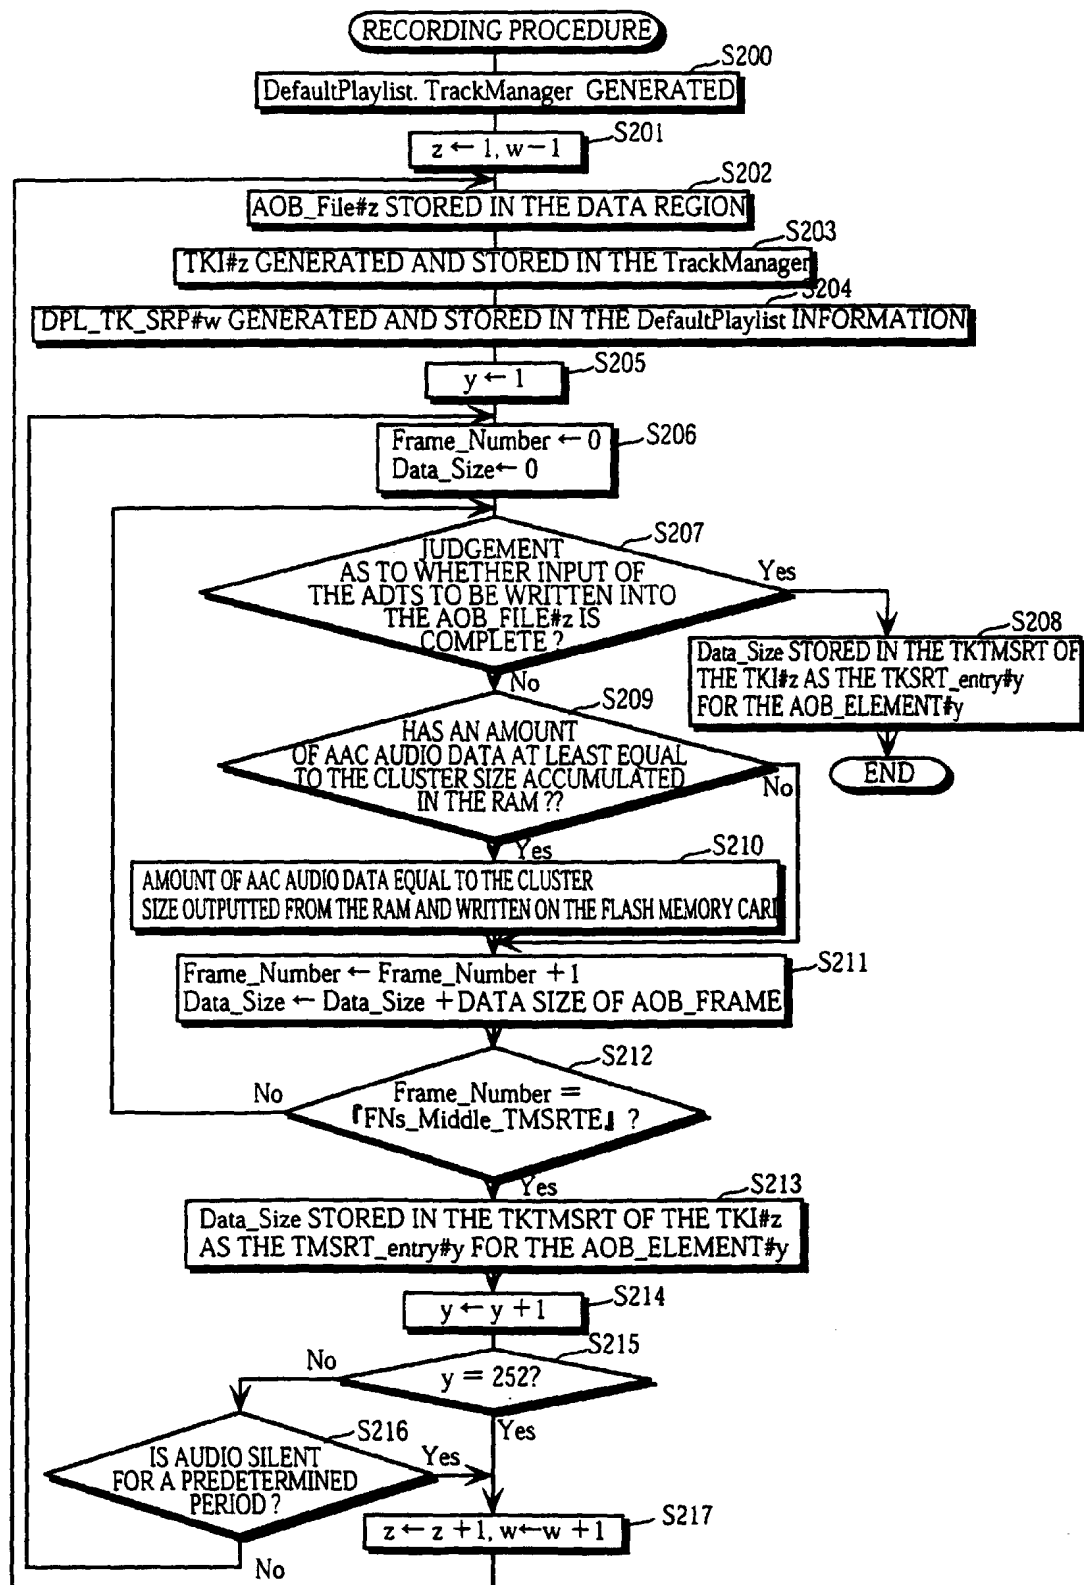 RECORDING PROCEDURE
S200
DefaultPlaylist. TrackManager GENERATED
S201
z ← 1, w─1
S202
AOB_File#z STORED IN THE DATA REGION
S203
TKI#z GENERATED AND STORED IN THE TrackManager
S204
DPL_TK_SRP#w GENERATED AND STORED IN THE DefaultPlaylist INFORMATION
S205
y ← 1
S206
Frame_Number ← 0
Data_Size← 0
S207
JUDGEMENT
AS TO WHETHER INPUT OF
THE ADTS TO BE WRITTEN INTO
THE AOB_FILE#z IS
COMPLETE ?
Yes
No
S208
Data_Size STORED IN THE TKTMSRT OF
THE TKI#z AS THE TKSRT_entry#y
FOR THE AOB_ELEMENT#y
END
S209
HAS AN AMOUNT
OF AAC AUDIO DATA AT LEAST EQUAL
TO THE CLUSTER SIZE ACCUMULATED
IN THE RAM ??
No
Yes
S210
AMOUNT OF AAC AUDIO DATA EQUAL TO THE CLUSTER
SIZE OUTPUTTED FROM THE RAM AND WRITTEN ON THE FLASH MEMORY CARD
S211
Frame_Number ← Frame_Number +1
Data_Size ← Data_Size +DATA SIZE OF AOB_FRAME
S212
No
Frame_Number =
『FNs_Middle_TMSRTE』 ?
Yes
S213
Data_Size STORED IN THE TKTMSRT OF THE TKI#z
AS THE TMSRT_entry#y FOR THE AOB_ELEMENT#y
S214
y ← y +1
S215
No
y = 252?
Yes
S216
IS AUDIO SILENT
FOR A PREDETERMINED
PERIOD ?
Yes
No
S217
z ← z +1, w←w +1